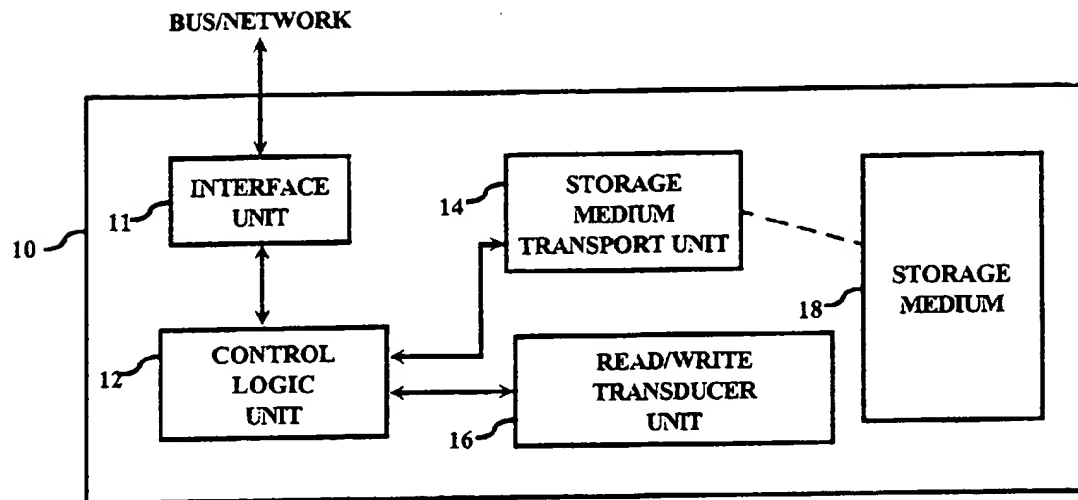 BUS/NETWORK
INTERFACE
UNIT
11
10
STORAGE
MEDIUM
TRANSPORT UNIT
14
STORAGE
MEDIUM
18
CONTROL
LOGIC
UNIT
12
READ/WRITE
TRANSDUCER
UNIT
16